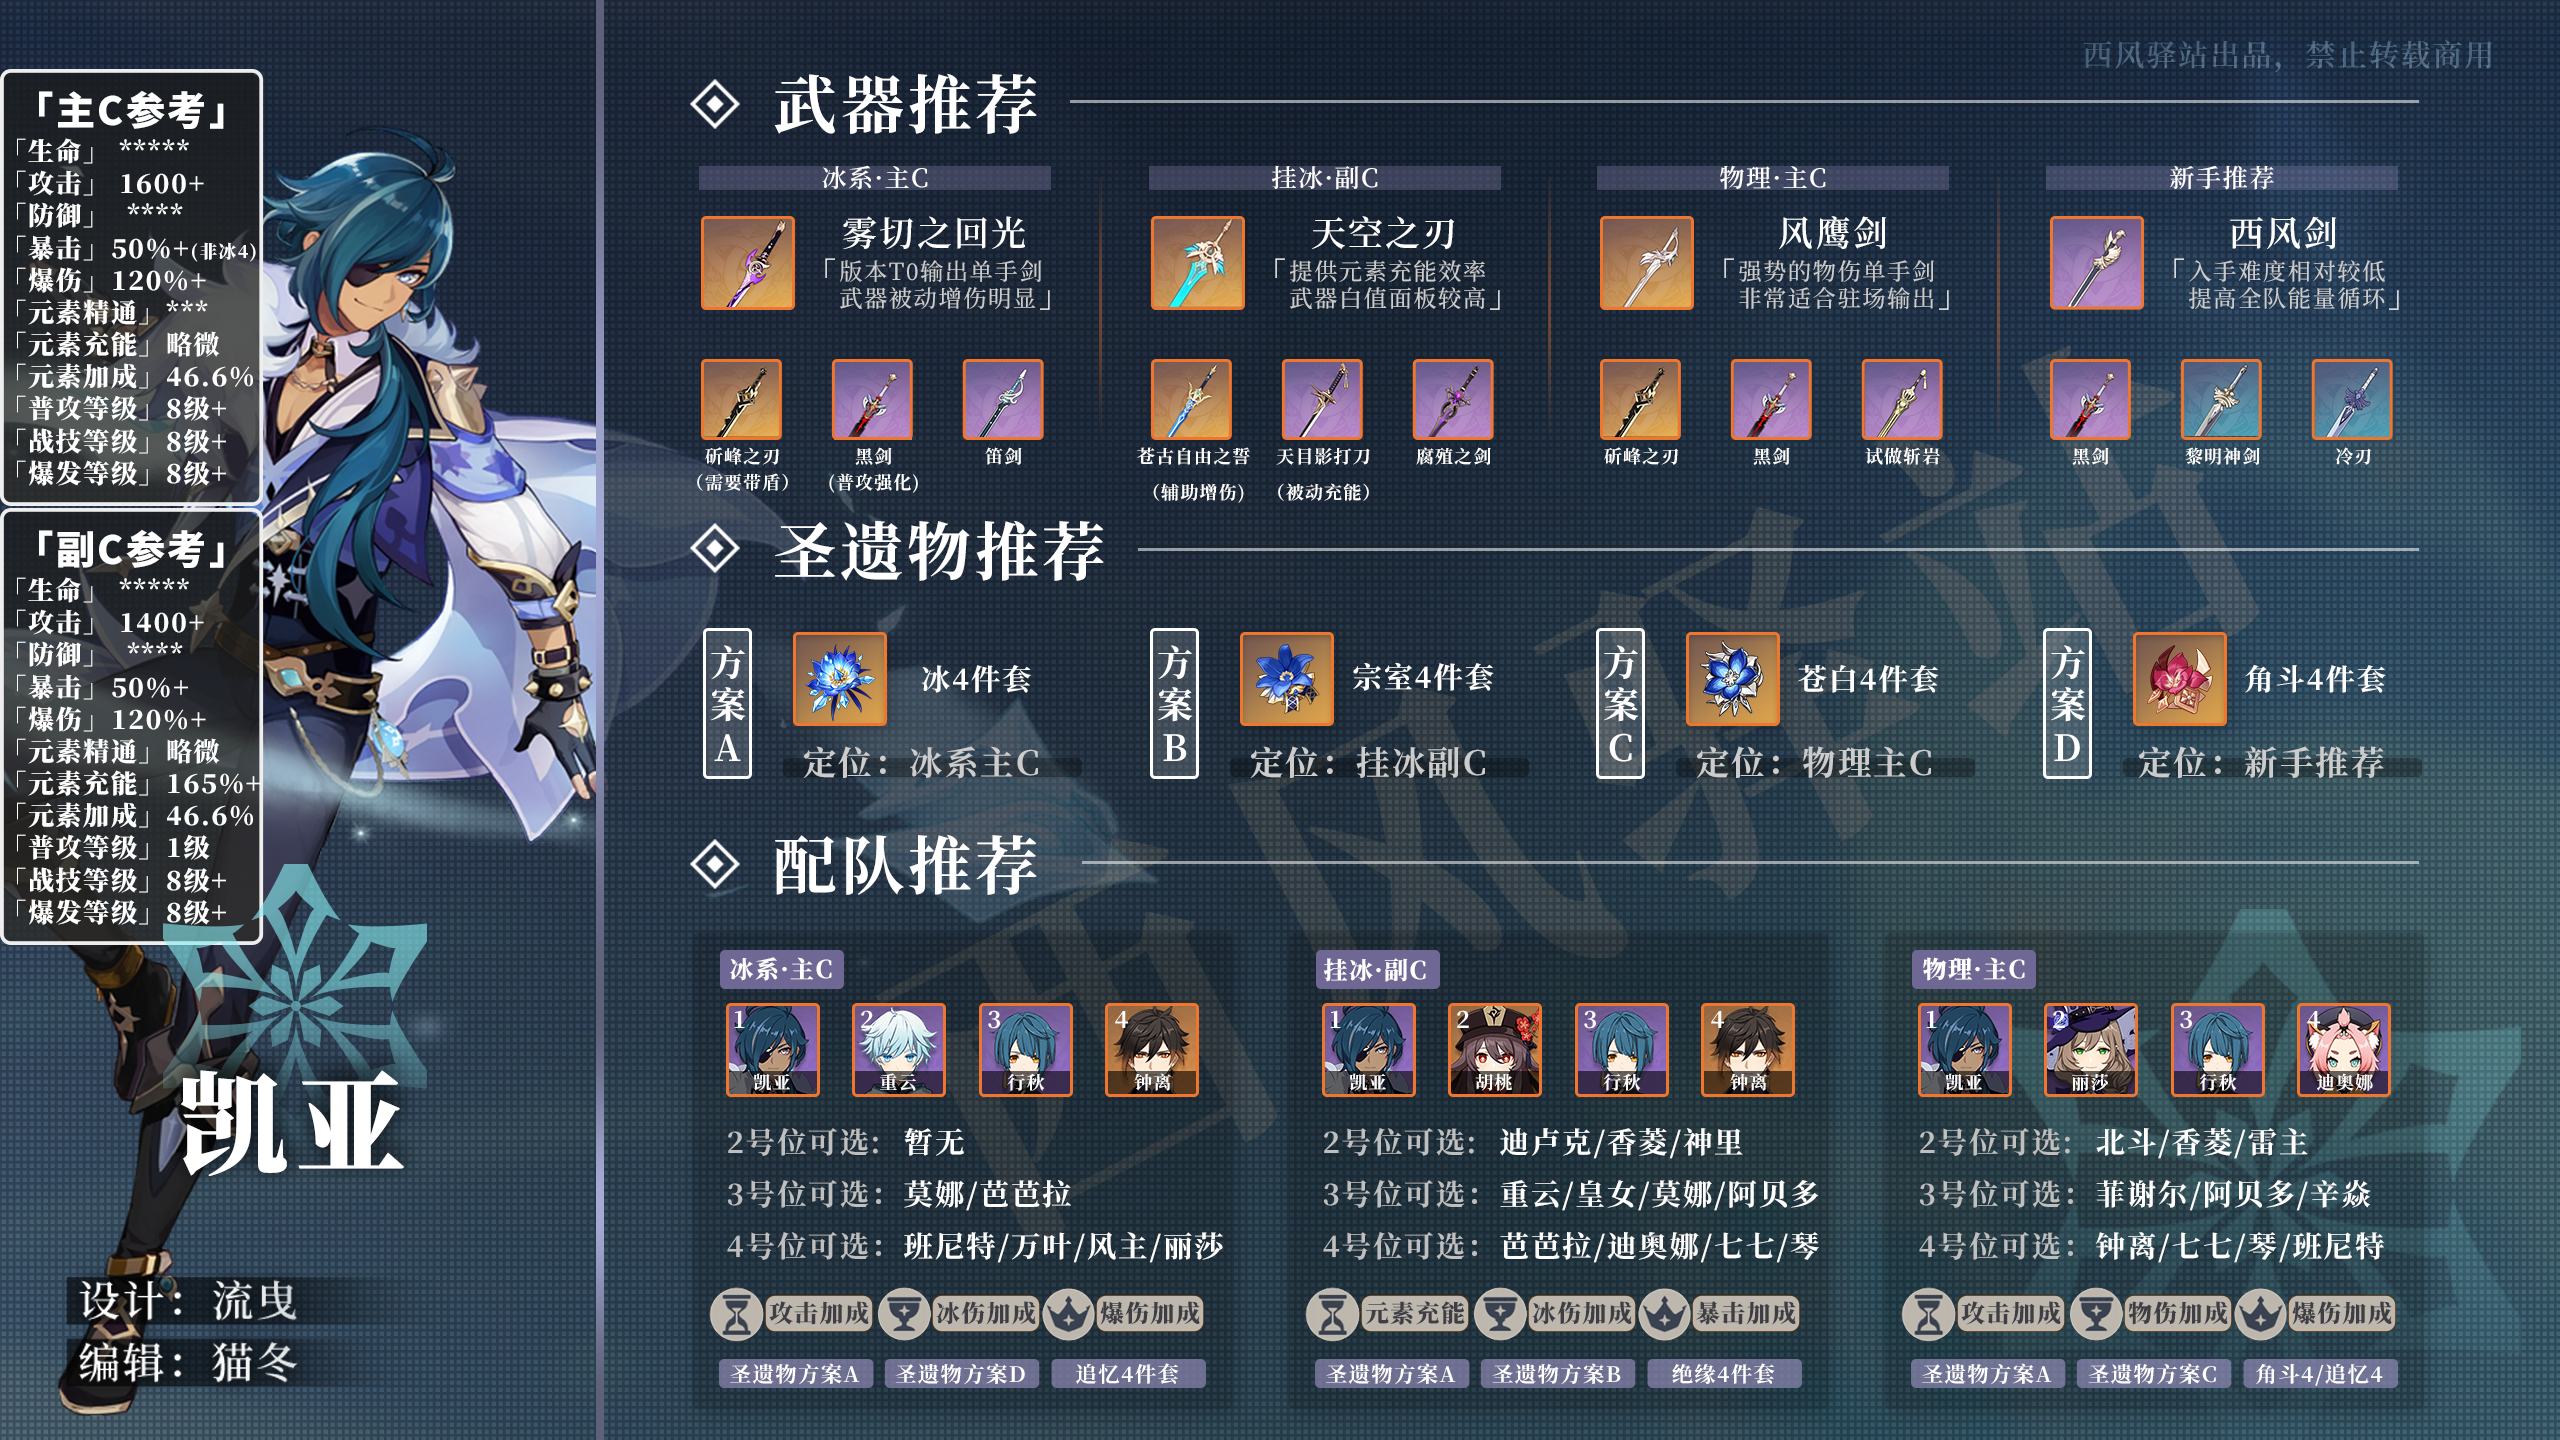 西风驿站出品，禁止转载商用
「主C参考」
「生命」 *****
「攻击」 1600+
「防御」 ****
「暴击」50%+(非冰4)
「爆伤」120%+
「元素精通」***
「元素充能」略微
「元素加成」46.6%
「普攻等级」8级+
「战技等级」8级+
「爆发等级」8级+
「副C参考」
「生命」 *****
「攻击」 1400+
「防御」 ****
「暴击」50%+
「爆伤」120%+
「元素精通」略微
「元素充能」165%+
「元素加成」46.6%
「普攻等级」1级
「战技等级」8级+
「爆发等级」8级+
凯亚
设计：流曳
编辑：猫冬
武器推荐
冰系·主C
雾切之回光
「版本T0输出单手剑
武器被动增伤明显」
斫峰之刃
（需要带盾）
黑剑
（普攻强化）
笛剑
挂冰·副C
天空之刃
「提供元素充能效率
武器白值面板较高」
苍古自由之誓
（辅助增伤）
天目影打刀
（被动充能）
腐殖之剑
物理·主C
风鹰剑
「强势的物伤单手剑
非常适合驻场输出」
斫峰之刃
黑剑
试做斩岩
新手推荐
西风剑
「入手难度相对较低
提高全队能量循环」
黑剑
黎明神剑
冷刃
圣遗物推荐
方案A
冰4件套
定位：冰系主C
方案B
宗室4件套
定位：挂冰副C
方案C
苍白4件套
定位：物理主C
方案D
角斗4件套
定位：新手推荐
配队推荐
冰系·主C
1 凯亚
2 重云
3 行秋
4 钟离
2号位可选：暂无
3号位可选：莫娜/芭芭拉
4号位可选：班尼特/万叶/风主/丽莎
攻击加成 冰伤加成 爆伤加成
圣遗物方案A 圣遗物方案D 追忆4件套
挂冰·副C
1 凯亚
2 胡桃
3 行秋
4 钟离
2号位可选：迪卢克/香菱/神里
3号位可选：重云/皇女/莫娜/阿贝多
4号位可选：芭芭拉/迪奥娜/七七/琴
元素充能 冰伤加成 暴击加成
圣遗物方案A 圣遗物方案B 绝缘4件套
物理·主C
1 凯亚
2 丽莎
3 行秋
4 迪奥娜
2号位可选：北斗/香菱/雷主
3号位可选：菲谢尔/阿贝多/辛焱
4号位可选：钟离/七七/琴/班尼特
攻击加成 物伤加成 爆伤加成
圣遗物方案A 圣遗物方案C 角斗4/追忆4
西风驿站